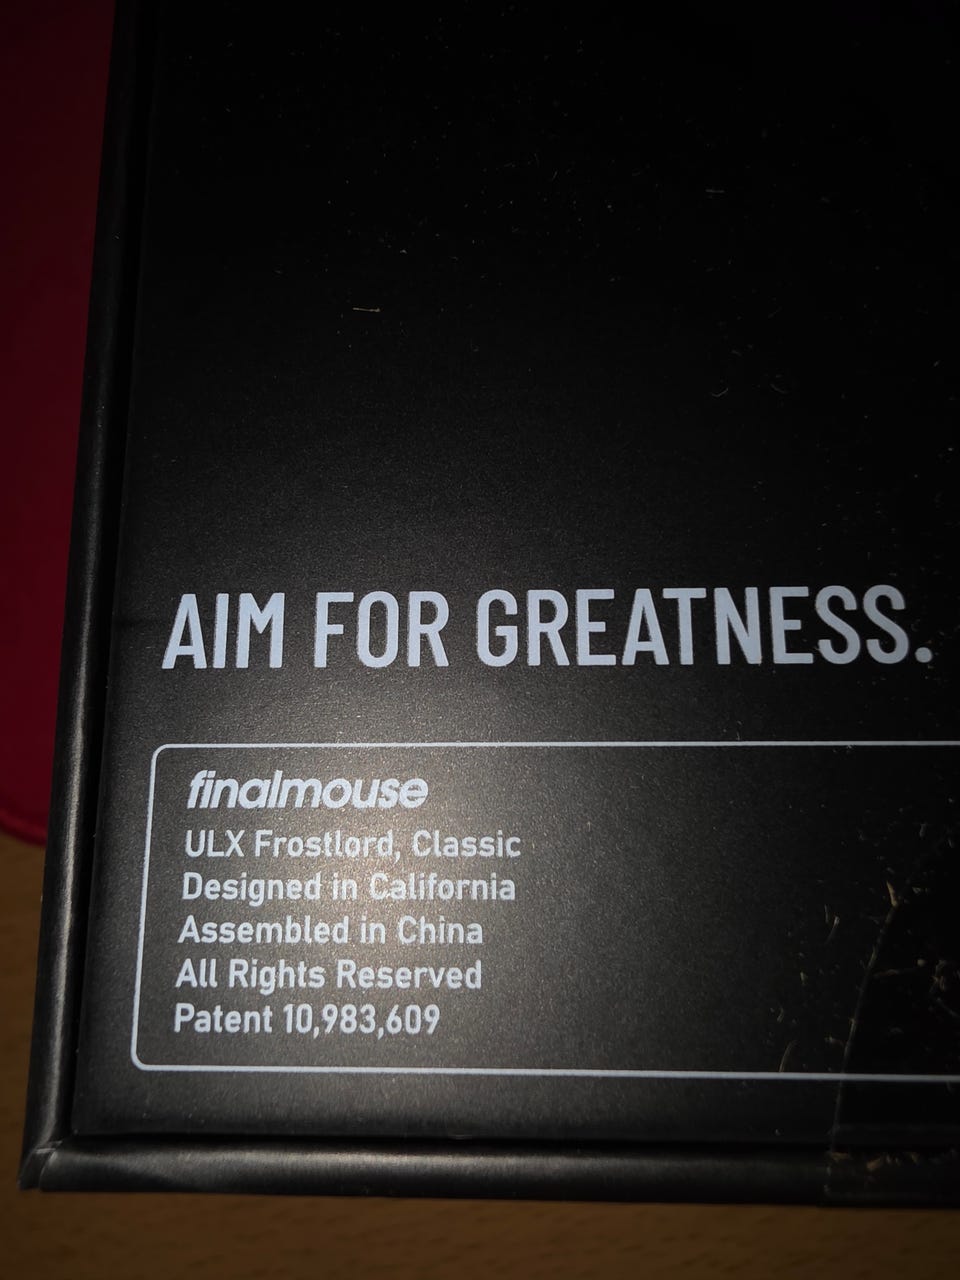 AIM FOR GREATNESS.
finalmouse
ULX Frostlord, Classic
Designed in California
Assembled in China
All Rights Reserved
Patent 10,983,609